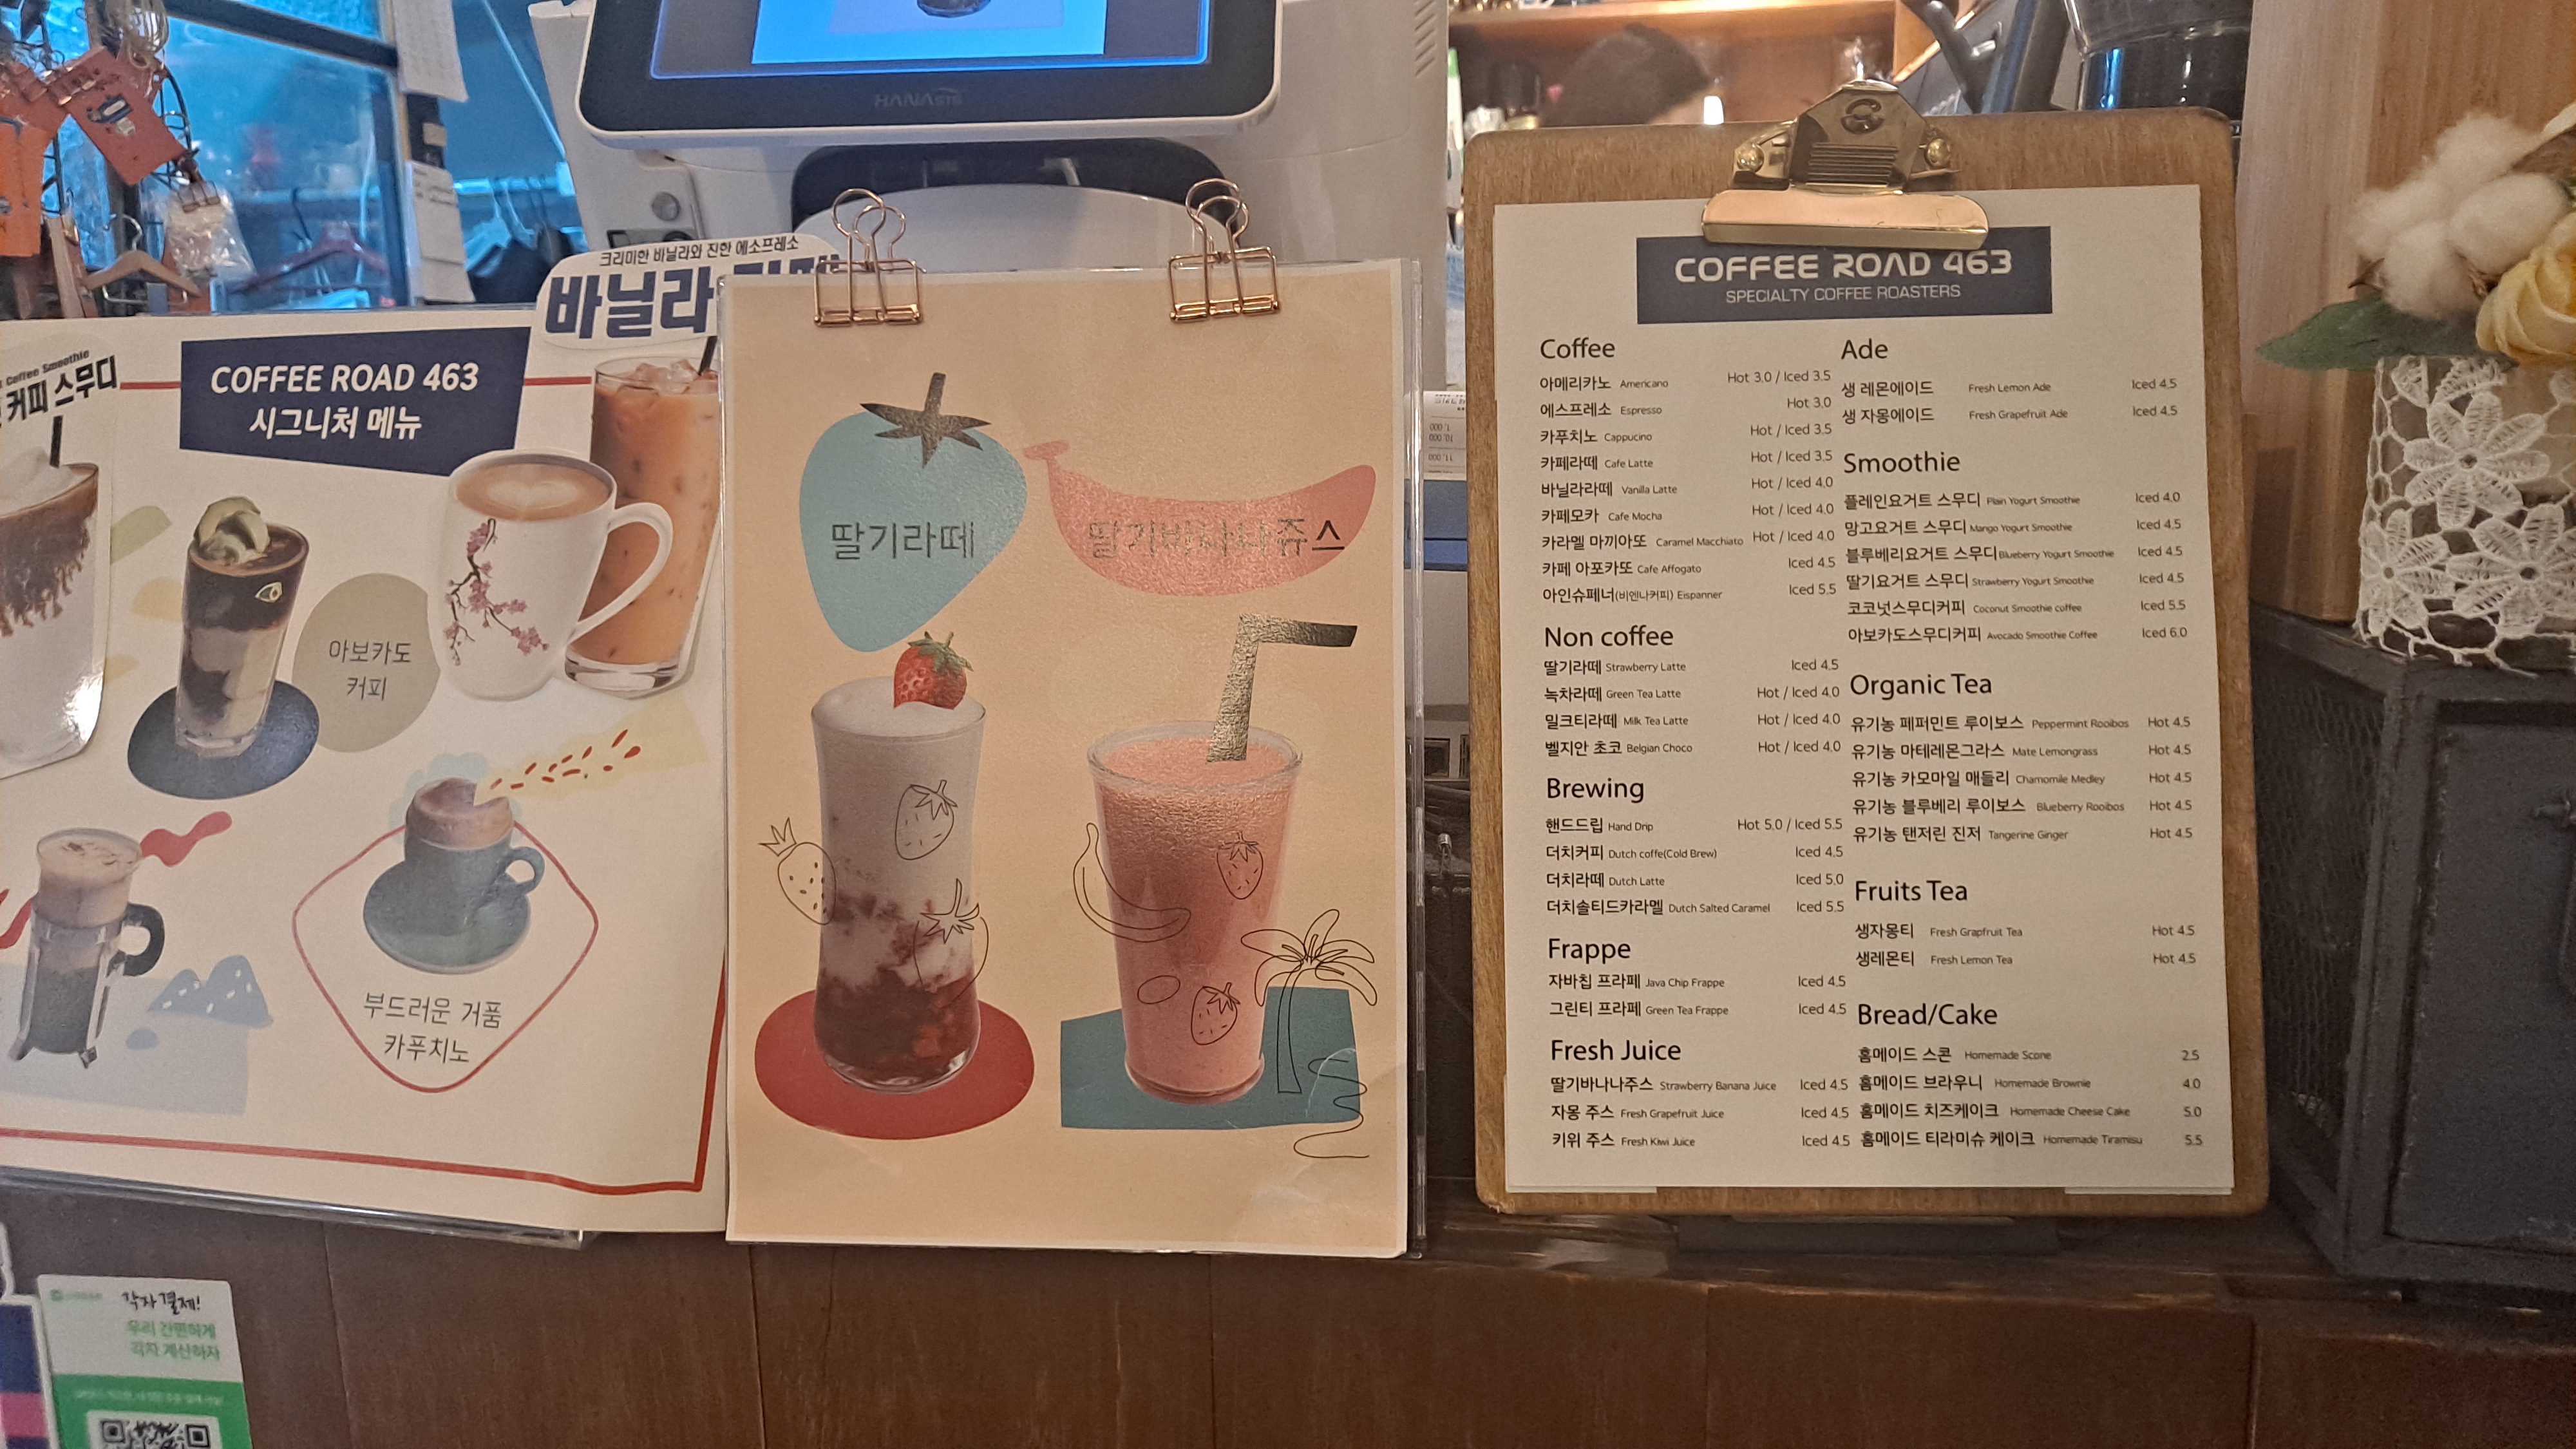 HANASIS
크리미한 바닐라와 진한 에소프레소
바닐라
Coffee Smoothie
커피 스무디
COFFEE ROAD 463
시그니처 메뉴
아보카도
커피
부드러운 거품
카푸치노
각자결제!
우리 간편하게
각자 계산하자
딸기라떼
딸기바나나쥬스
COFFEE ROAD 463
SPECIALTY COFFEE ROASTERS
Coffee
아메리카노 Americano Hot 3.0 / Iced 3.5
에스프레소 Espresso Hot 3.0
카푸치노 Cappucino Hot / Iced 3.5
카페라떼 Cafe Latte Hot / Iced 3.5
바닐라라떼 Vanilla Latte Hot / Iced 4.0
카페모카 Cafe Mocha Hot / Iced 4.0
카라멜 마끼아또 Caramel Macchiato Hot / Iced 4.0
카페 아포카또 Cafe Affogato Iced 4.5
아인슈페너(비엔나커피) Eispanner Iced 5.5
Non coffee
딸기라떼 Strawberry Latte Iced 4.5
녹차라떼 Green Tea Latte Hot / Iced 4.0
밀크티라떼 Milk Tea Latte Hot / Iced 4.0
벨지안 초코 Belgian Choco Hot / Iced 4.0
Brewing
핸드드립 Hand Drip Hot 5.0 / Iced 5.5
더치커피 Dutch coffe(Cold Brew) Iced 4.5
더치라떼 Dutch Latte Iced 5.0
더치솔티드카라멜 Dutch Salted Caramel Iced 5.5
Frappe
자바칩 프라페 Java Chip Frappe Iced 4.5
그린티 프라페 Green Tea Frappe Iced 4.5
Fresh Juice
딸기바나나주스 Strawberry Banana Juice Iced 4.5
자몽 주스 Fresh Grapefruit Juice Iced 4.5
키위 주스 Fresh Kiwi Juice Iced 4.5
Ade
생 레몬에이드 Fresh Lemon Ade Iced 4.5
생 자몽에이드 Fresh Grapefruit Ade Iced 4.5
Smoothie
플레인요거트 스무디 Plain Yogurt Smoothie Iced 4.0
망고요거트 스무디 Mango Yogurt Smoothie Iced 4.5
블루베리요거트 스무디 Blueberry Yogurt Smoothie Iced 4.5
딸기요거트 스무디 Strawberry Yogurt Smoothie Iced 4.5
코코넛스무디커피 Coconut Smoothie coffee Iced 5.5
아보카도스무디커피 Avocado Smoothie Coffee Iced 6.0
Organic Tea
유기농 페퍼민트 루이보스 Peppermint Rooibos Hot 4.5
유기농 마테레몬그라스 Mate Lemongrass Hot 4.5
유기농 카모마일 매들리 Chamomile Medley Hot 4.5
유기농 블루베리 루이보스 Blueberry Rooibos Hot 4.5
유기농 탠저린 진저 Tangerine Ginger Hot 4.5
Fruits Tea
생자몽티 Fresh Grapfruit Tea Hot 4.5
생레몬티 Fresh Lemon Tea Hot 4.5
Bread/Cake
홈메이드 스콘 Homemade Scone 2.5
홈메이드 브라우니 Homemade Brownie 4.0
홈메이드 치즈케이크 Homemade Cheese Cake 5.0
홈메이드 티라미슈 케이크 Homemade Tiramisu 5.5